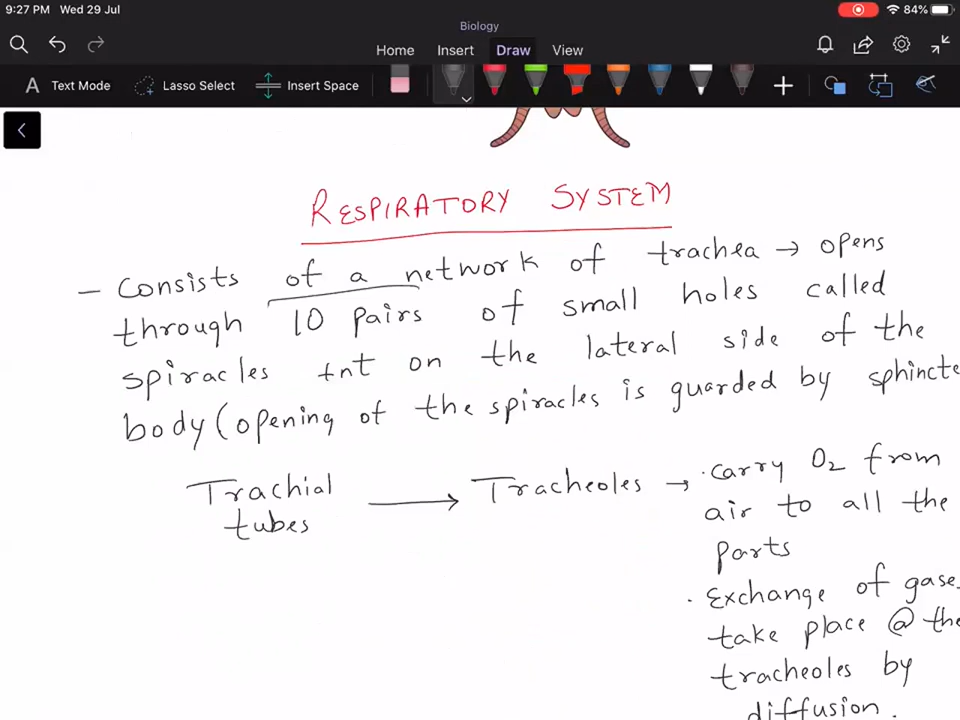 9:27 PM Wed 29 Jul
84%
Biology
Home Insert Draw View
Text Mode Lasso Select Insert Space
RESPIRATORY SYSTEM
– Consists of a network of trachea → opens
through 10 pairs of small holes called
spiracles on the lateral side of the
body (opening of the spiracles is guarded by sphincte
Trachial → Tracheoles → · carry O₂ from
tubes
air to all the
parts
· Exchange of gase
take place @ the
tracheoles by
diffusion.